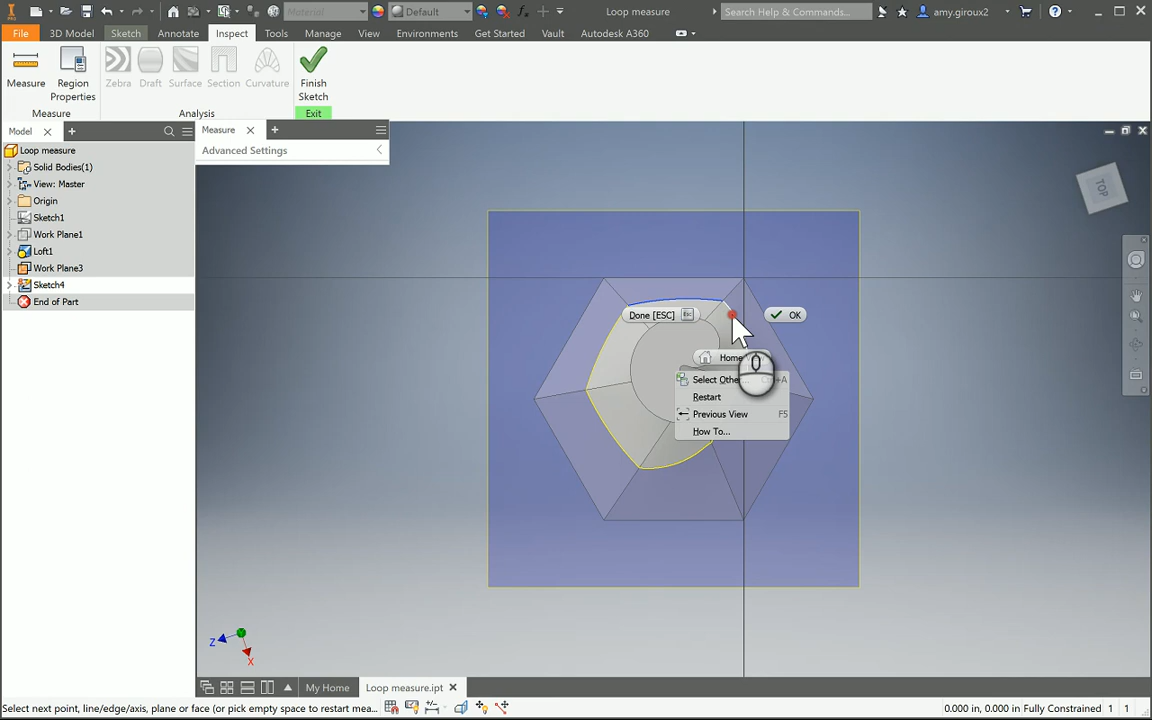 Material
Default
Loop measure
Search Help & Commands...
amy.giroux2
File
3D Model
Sketch
Annotate
Inspect
Tools
Manage
View
Environments
Get Started
Vault
Autodesk A360
Measure
Region
Properties
Zebra
Draft
Surface
Section
Curvature
Finish
Sketch
Measure
Analysis
Exit
Model
Measure
Advanced Settings
Loop measure
Solid Bodies(1)
View: Master
Origin
Sketch1
Work Plane1
Loft1
Work Plane3
Sketch4
End of Part
TOP
Done [ESC]
Esc
OK
Home
Select Othe
+A
Restart
Previous View F5
How To...
Z
X
My Home
Loop measure.ipt
Select next point, line/edge/axis, plane or face (or pick empty space to restart mea...
0.000 in, 0.000 in Fully Constrained 1 1